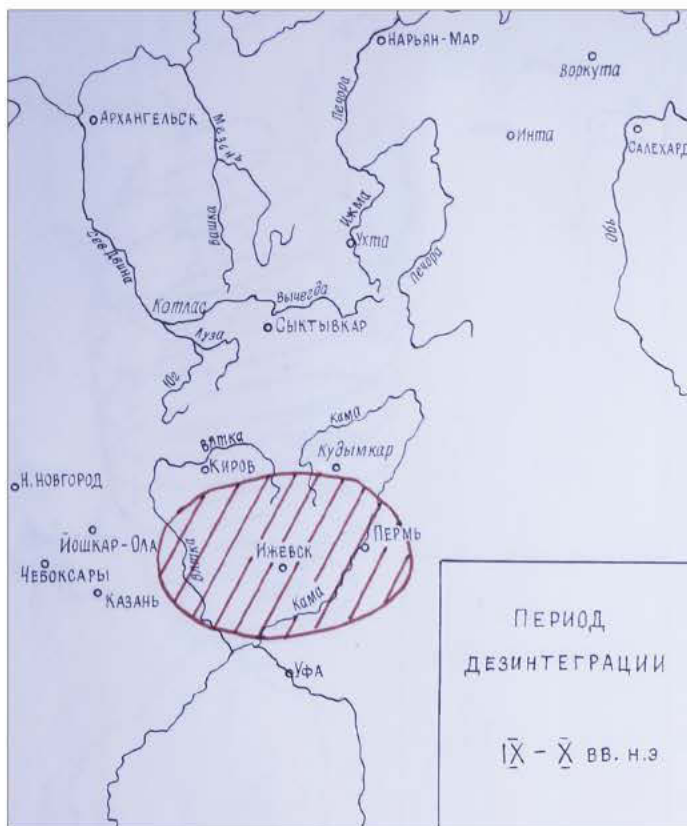 НАРЬЯН-МАР
ВОРКУТА
ПЕЧОРА
АРХАНГЕЛЬСК
МЕЗЕНЬ
ИНТА
САЛЕХАРД
ИЖМА
ВАШКА
УХТА
ОБЬ
СЕВ ДВИНА
ПЕЧОРА
ВЫЧЕГДА
КОТЛАС
СЫКТЫВКАР
ЛУЗА
ЮГ
КАМА
ВЯТКА
КУДЫМКАР
КИРОВ
Н. НОВГОРОД
ПЕРМЬ
ЙОШКАР-ОЛА
ИЖЕВСК
ВЯТКА
ЧЕБОКСАРЫ
КАЗАНЬ
КАМА
УФА
ПЕРИОД
ДЕЗИНТЕГРАЦИИ
IX – X ВВ. Н.Э